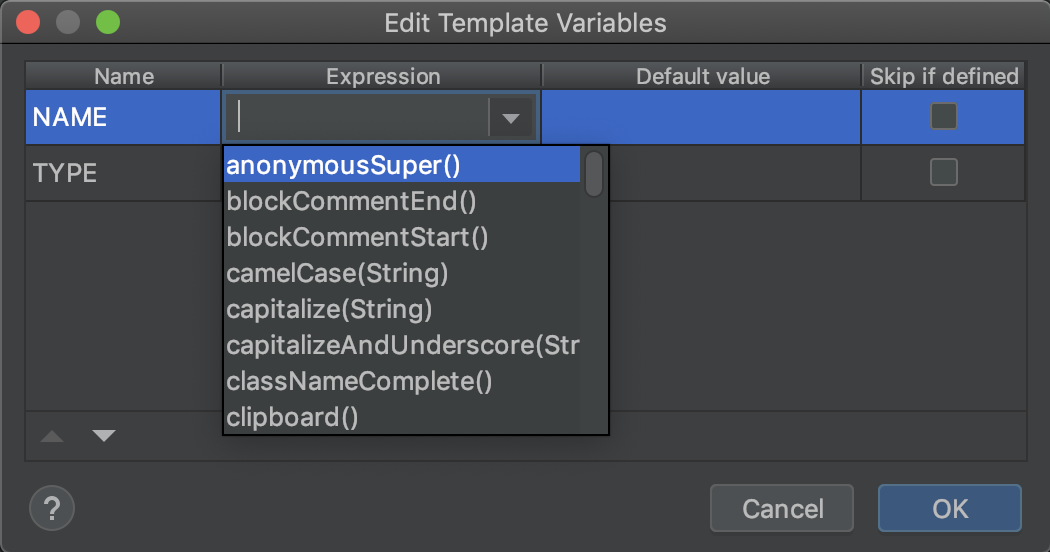 Edit Template Variables
Name Expression Default value Skip if defined
NAME
TYPE
anonymousSuper()
blockCommentEnd()
blockCommentStart()
camelCase(String)
capitalize(String)
capitalizeAndUnderscore(Str
classNameComplete()
clipboard()
? Cancel OK